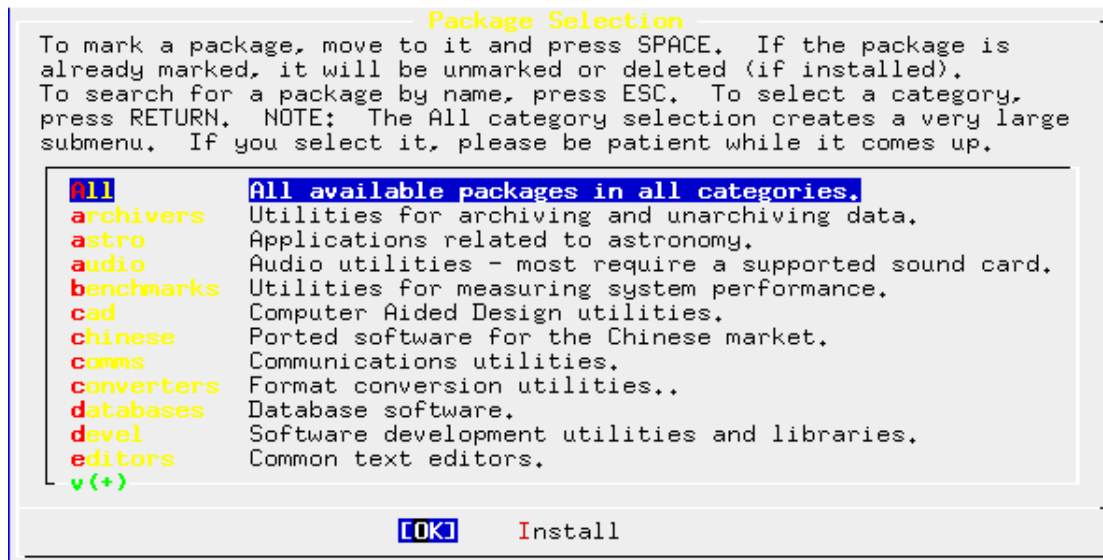 Package Selection
To mark a package, move to it and press SPACE.  If the package is
already marked, it will be unmarked or deleted (if installed).
To search for a package by name, press ESC.  To select a category,
press RETURN.  NOTE:  The All category selection creates a very large
submenu.  If you select it, please be patient while it comes up.
All All available packages in all categories.
archivers Utilities for archiving and unarchiving data.
astro Applications related to astronomy.
audio Audio utilities - most require a supported sound card.
benchmarks Utilities for measuring system performance.
cad Computer Aided Design utilities.
chinese Ported software for the Chinese market.
comms Communications utilities.
converters Format conversion utilities..
databases Database software.
devel Software development utilities and libraries.
editors Common text editors.
v(+)
[OK] Install